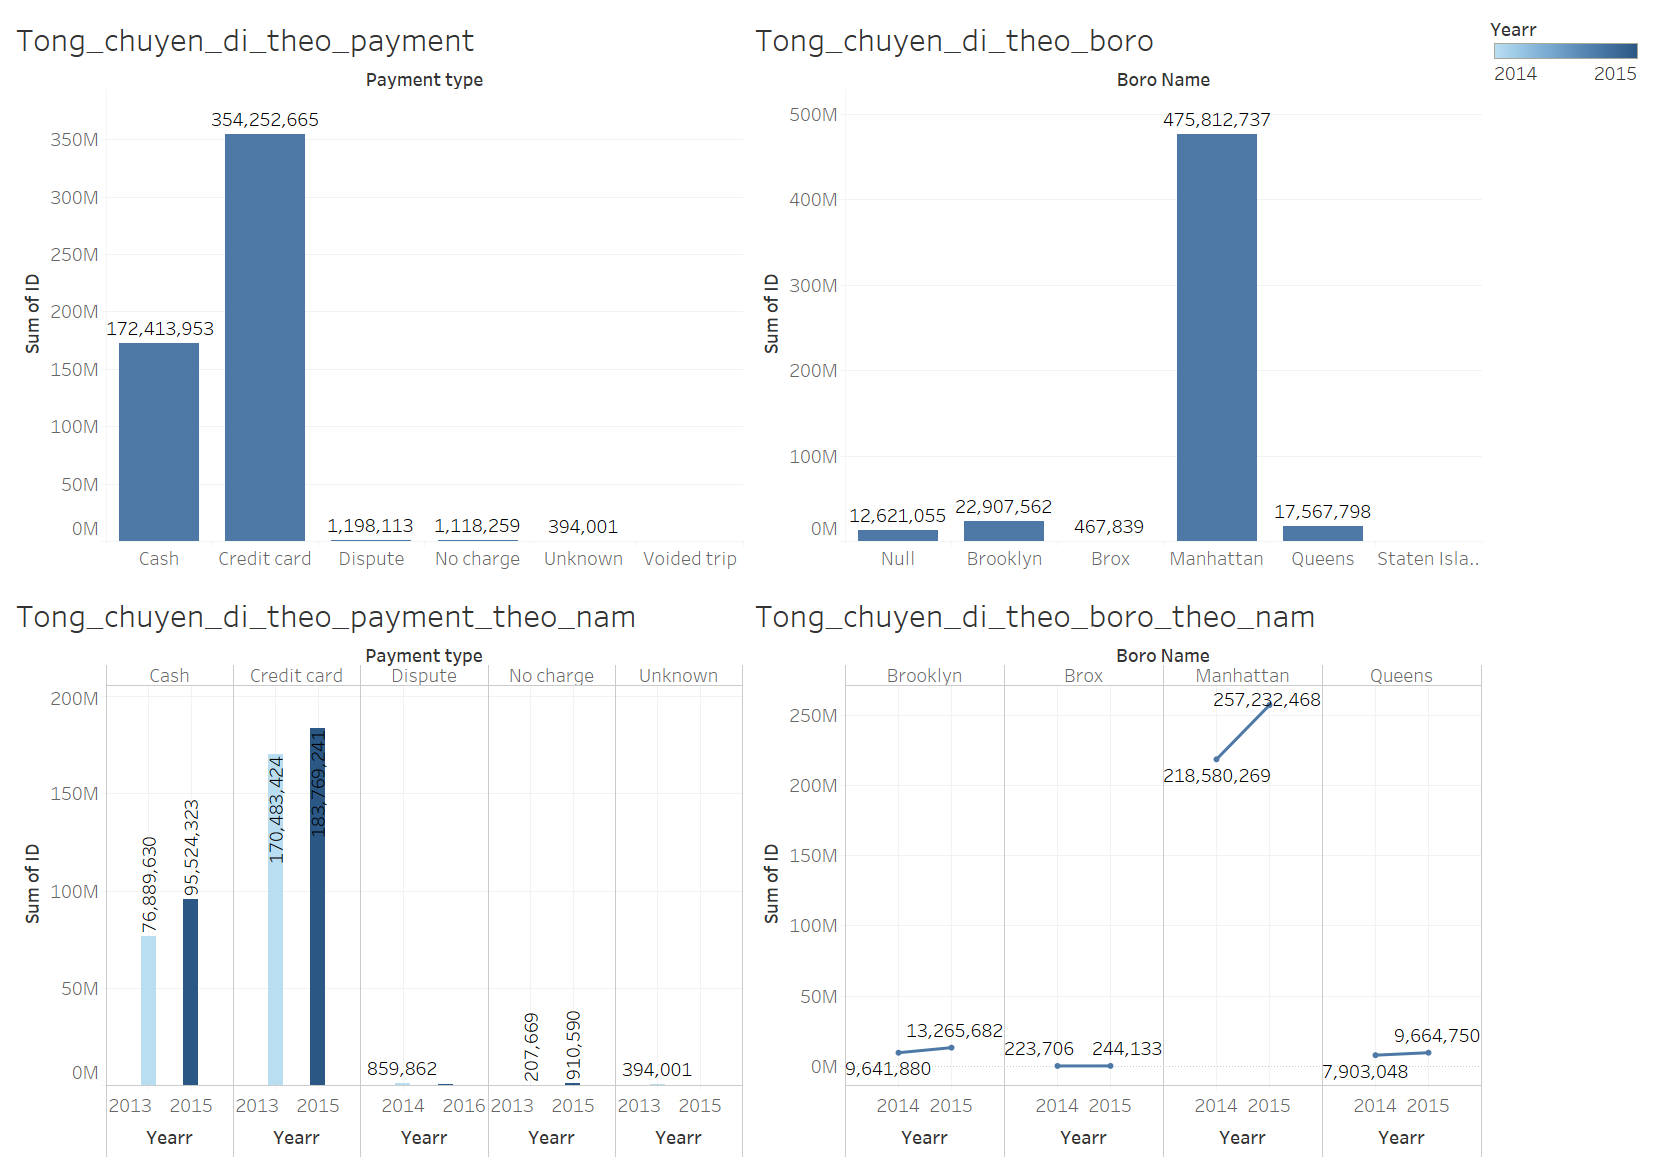 Tong_chuyen_di_theo_payment
Payment type
Sum of ID
350M
300M
250M
200M
150M
100M
50M
0M
172,413,953
354,252,665
1,198,113
1,118,259
394,001
Cash Credit card Dispute No charge Unknown Voided trip
Tong_chuyen_di_theo_boro
Boro Name
Sum of ID
500M
400M
300M
200M
100M
0M
12,621,055
22,907,562
467,839
475,812,737
17,567,798
Null Brooklyn Brox Manhattan Queens Staten Isla..
Yearr
2014 2015
Tong_chuyen_di_theo_payment_theo_nam
Payment type
Cash Credit card Dispute No charge Unknown
Sum of ID
200M
150M
100M
50M
0M
76,889,630
95,524,323
170,483,424
183,769,241
859,862
207,669
910,590
394,001
2013 2015 2013 2015 2014 2016 2013 2015 2013 2015
Yearr Yearr Yearr Yearr Yearr
Tong_chuyen_di_theo_boro_theo_nam
Boro Name
Brooklyn Brox Manhattan Queens
Sum of ID
250M
200M
150M
100M
50M
0M
9,641,880
13,265,682
223,706
244,133
218,580,269
257,232,468
7,903,048
9,664,750
2014 2015 2014 2015 2014 2015 2014 2015
Yearr Yearr Yearr Yearr